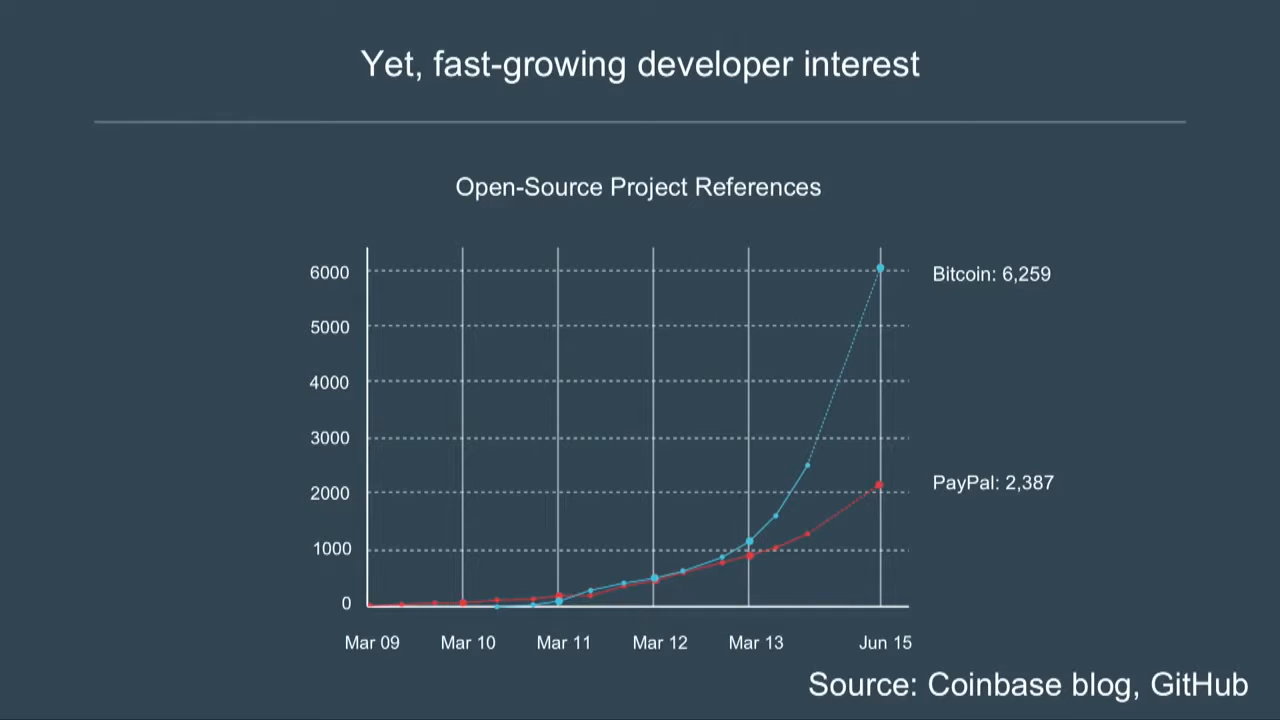 Yet, fast-growing developer interest
Open-Source Project References
6000
5000
4000
3000
2000
1000
0
Bitcoin: 6,259
PayPal: 2,387
Mar 09 Mar 10 Mar 11 Mar 12 Mar 13 Jun 15
Source: Coinbase blog, GitHub